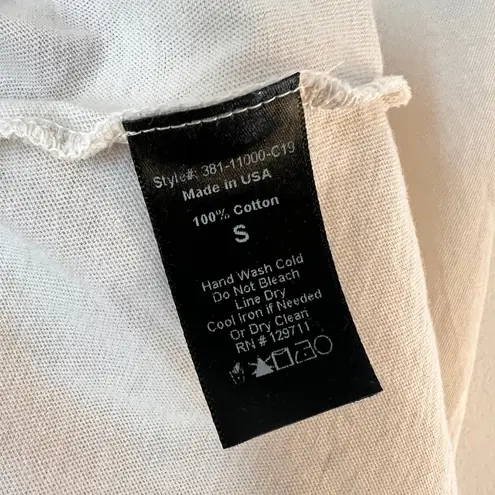 Style#: 381-11000-C19
Made in USA
100% Cotton
S
Hand Wash Cold
Do Not Bleach
Line Dry
Cool iron if Needed
Or Dry Clean
RN # 129711